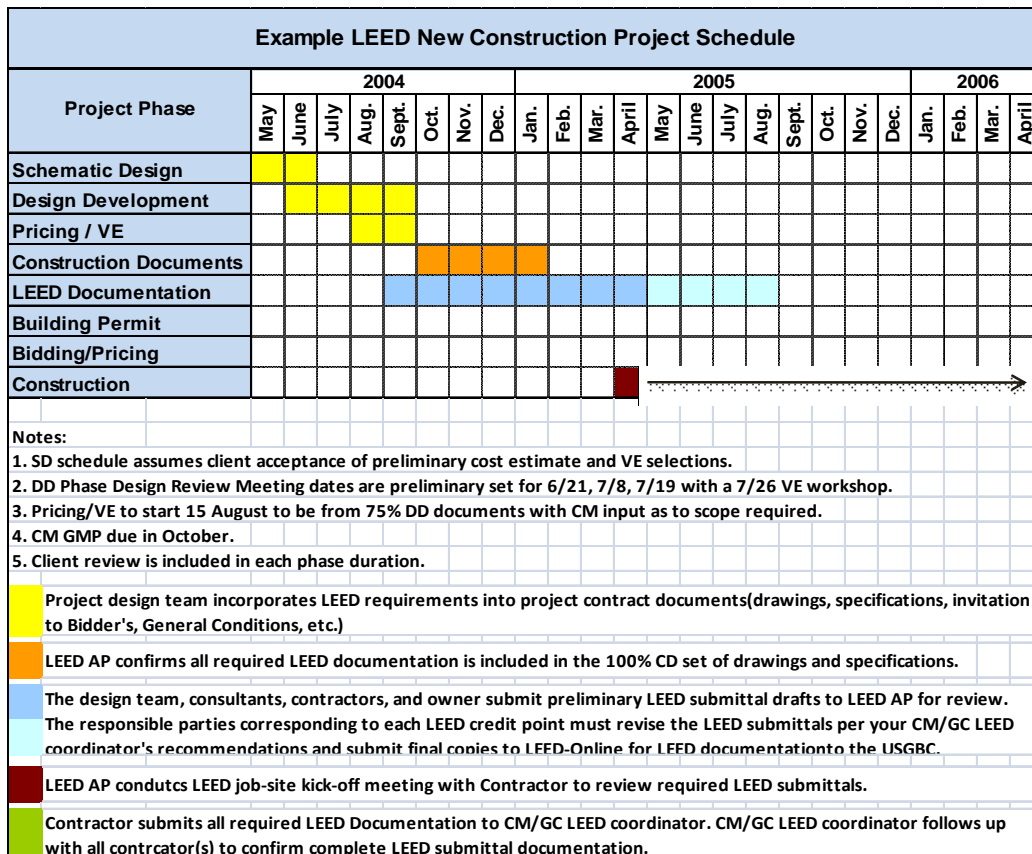 Example LEED New Construction Project Schedule
Project Phase
2004 2005 2006
May June July Aug. Sept. Oct. Nov. Dec. Jan. Feb. Mar. April May June July Aug. Sept. Oct. Nov. Dec. Jan. Feb. Mar. April
Schematic Design
Design Development
Pricing / VE
Construction Documents
LEED Documentation
Building Permit
Bidding/Pricing
Construction
Notes:
1. SD schedule assumes client acceptance of preliminary cost estimate and VE selections.
2. DD Phase Design Review Meeting dates are preliminary set for 6/21, 7/8, 7/19 with a 7/26 VE workshop.
3. Pricing/VE to start 15 August to be from 75% DD documents with CM input as to scope required.
4. CM GMP due in October.
5. Client review is included in each phase duration.
Project design team incorporates LEED requirements into project contract documents(drawings, specifications, invitation
to Bidder's, General Conditions, etc.)
LEED AP confirms all required LEED documentation is included in the 100% CD set of drawings and specifications.
The design team, consultants, contractors, and owner submit preliminary LEED submittal drafts to LEED AP for review.
The responsible parties corresponding to each LEED credit point must revise the LEED submittals per your CM/GC LEED
coordinator's recommendations and submit final copies to LEED-Online for LEED documentationto the USGBC.
LEED AP condutcs LEED job-site kick-off meeting with Contractor to review required LEED submittals.
Contractor submits all required LEED Documentation to CM/GC LEED coordinator. CM/GC LEED coordinator follows up
with all contrcator(s) to confirm complete LEED submittal documentation.